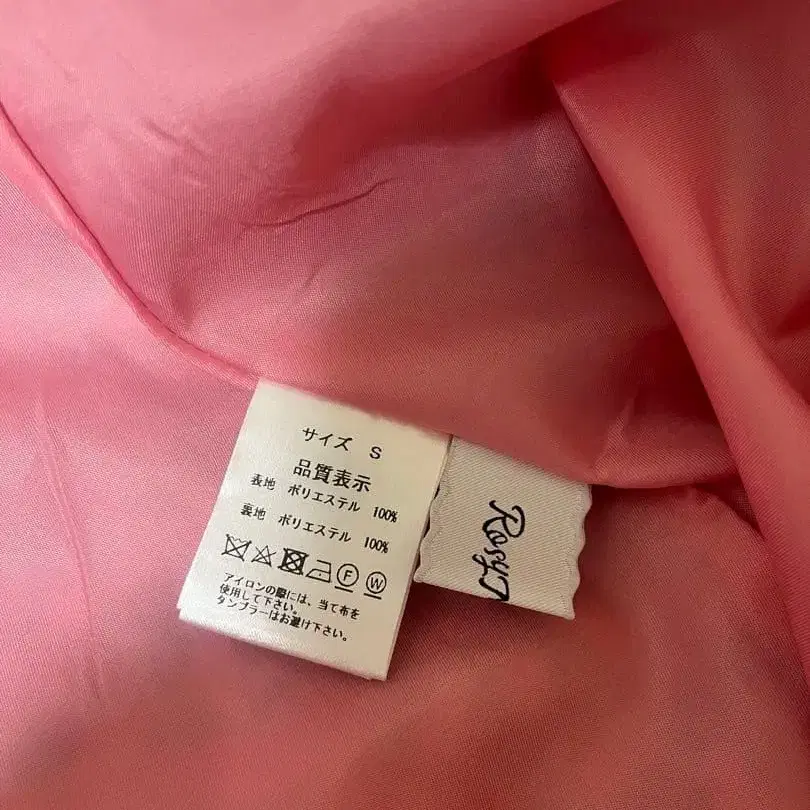 サイズ S
品質表示
表地 ポリエステル 100%
裏地 ポリエステル 100%
F W
アイロンの際には、当て布を
使用して下さい。
タンブラーはお避け下さい。
Rosy